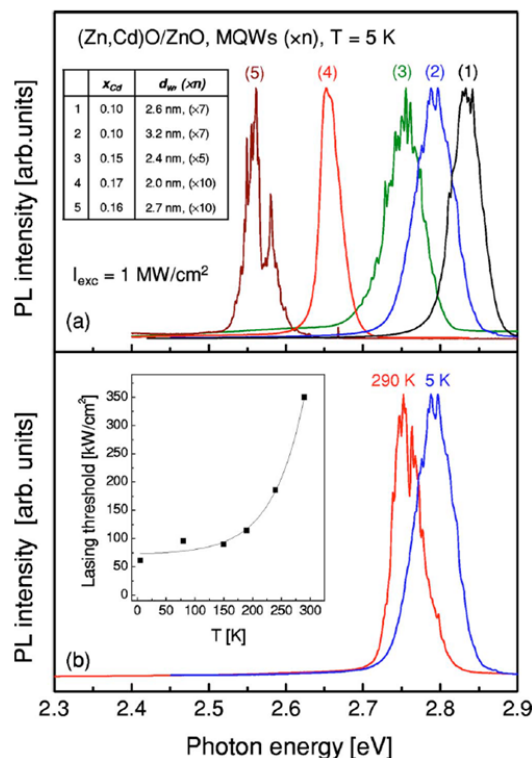 (Zn,Cd)O/ZnO, MQWs (×n), T = 5 K
(5) (4) (3) (2) (1)
x_Cd d_w, (×n)
1 0.10 2.6 nm, (×7)
2 0.10 3.2 nm, (×7)
3 0.15 2.4 nm, (×5)
4 0.17 2.0 nm, (×10)
5 0.16 2.7 nm, (×10)
I_exc = 1 MW/cm²
(a)
PL intensity [arb.units]
290 K 5 K
350
300
250
200
150
100
50
0
Lasing threshold [kW/cm²]
0 50 100 150 200 250 300
T [K]
(b)
PL intensity [arb. units]
2.3 2.4 2.5 2.6 2.7 2.8 2.9
Photon energy [eV]